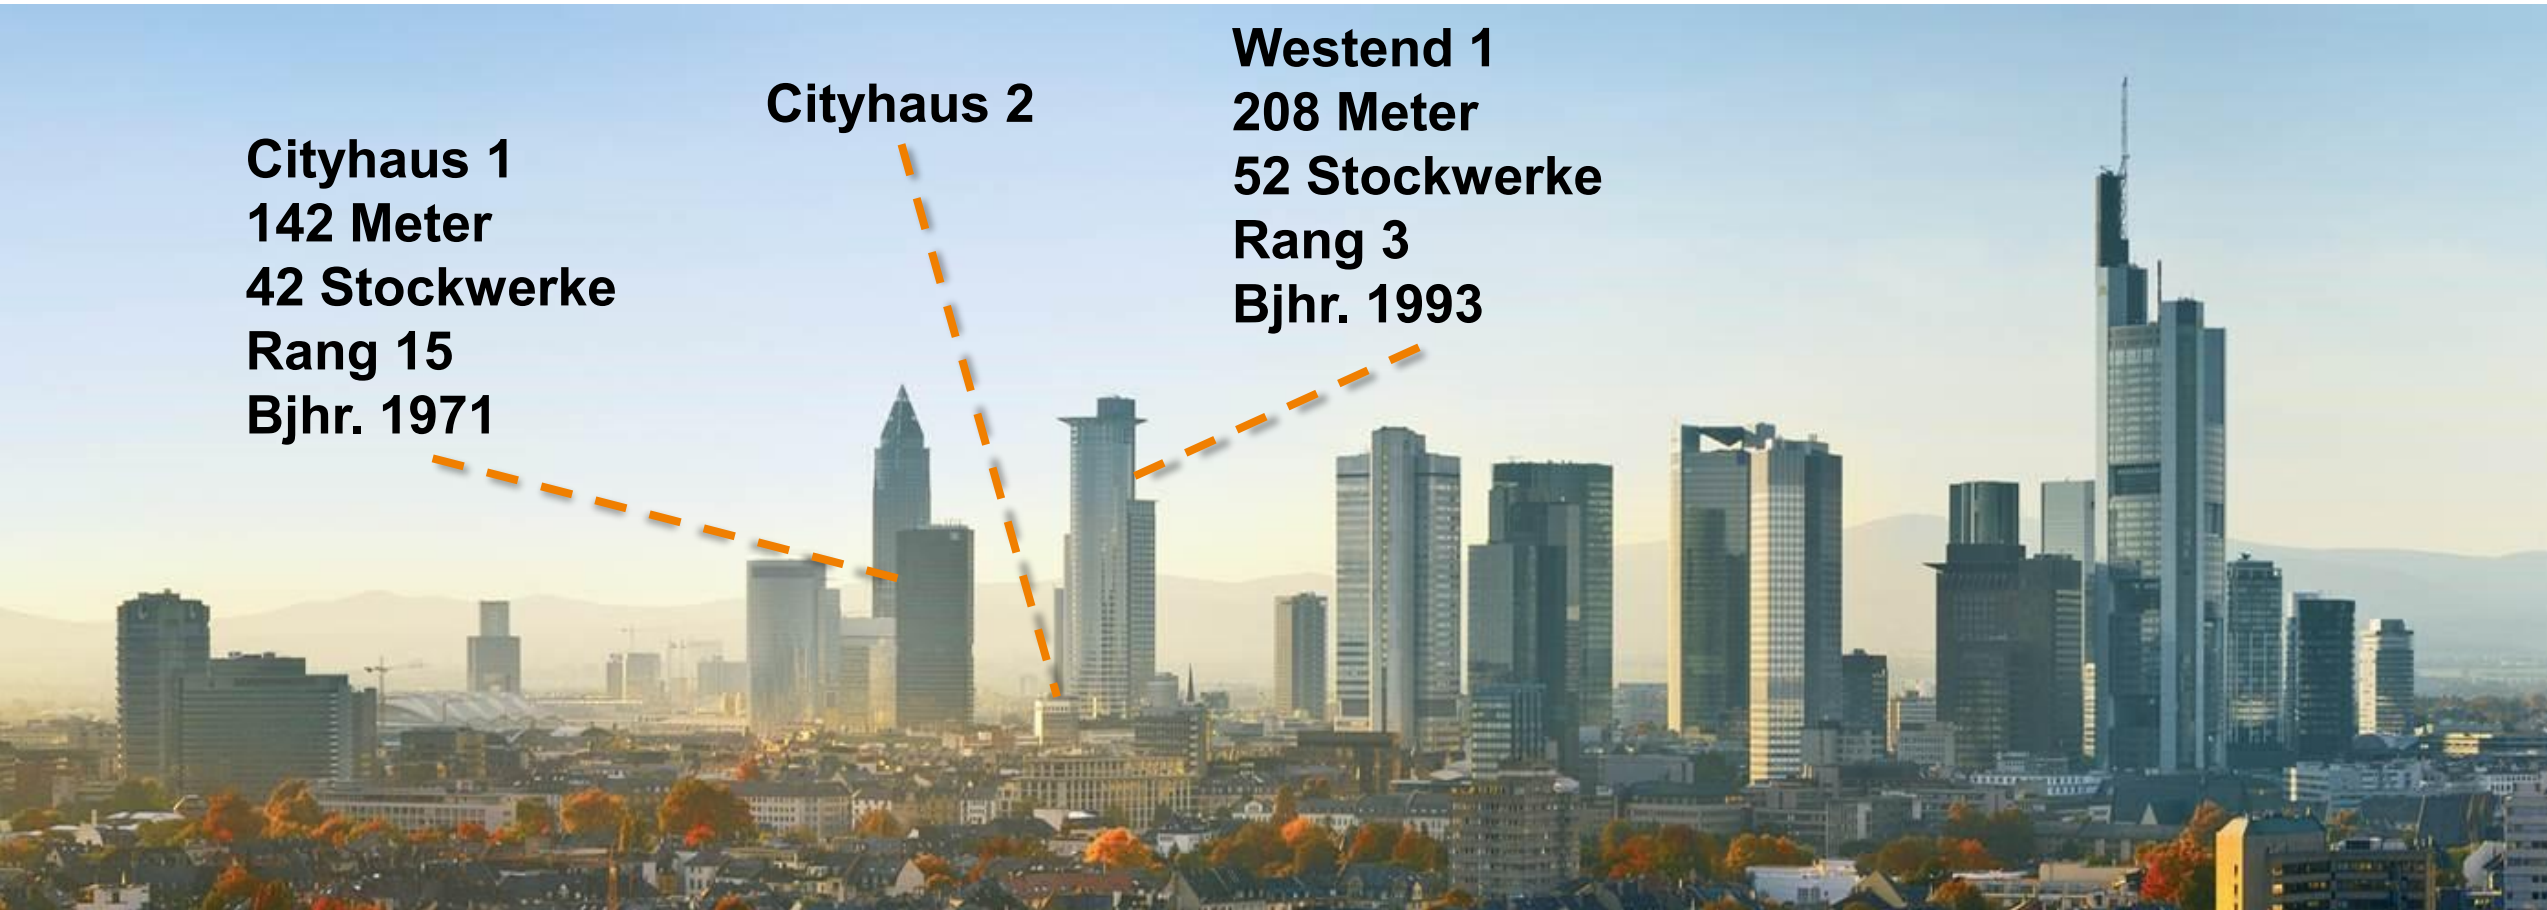 Cityhaus 1
142 Meter
42 Stockwerke
Rang 15
Bjhr. 1971
Cityhaus 2
Westend 1
208 Meter
52 Stockwerke
Rang 3
Bjhr. 1993